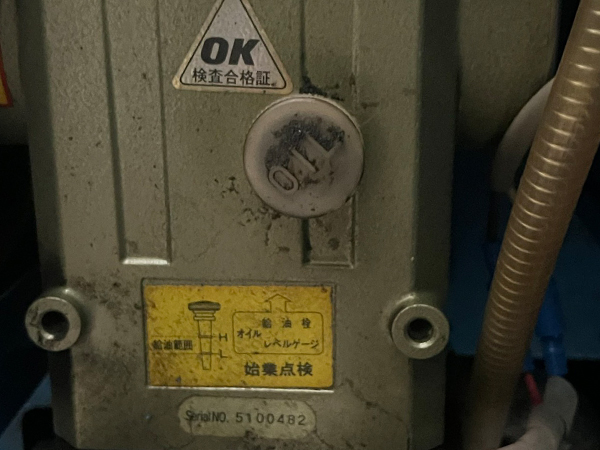 OK
検査合格証
OIL
給油栓
オイル
レベルゲージ
給油範囲
H
L
始業点検
Serial NO. 5100482